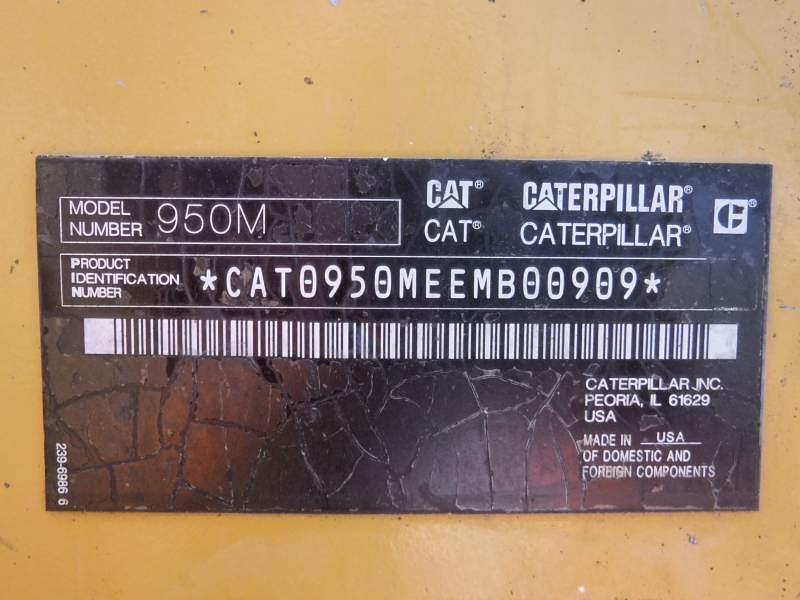 MODEL
NUMBER 950M
CAT® CATERPILLAR®
CAT® CATERPILLAR®
PRODUCT
IDENTIFICATION
NUMBER
*CAT0950MEEMB00909*
CATERPILLAR INC.
PEORIA, IL 61629
USA
MADE IN USA
OF DOMESTIC AND
FOREIGN COMPONENTS
239-6986 6